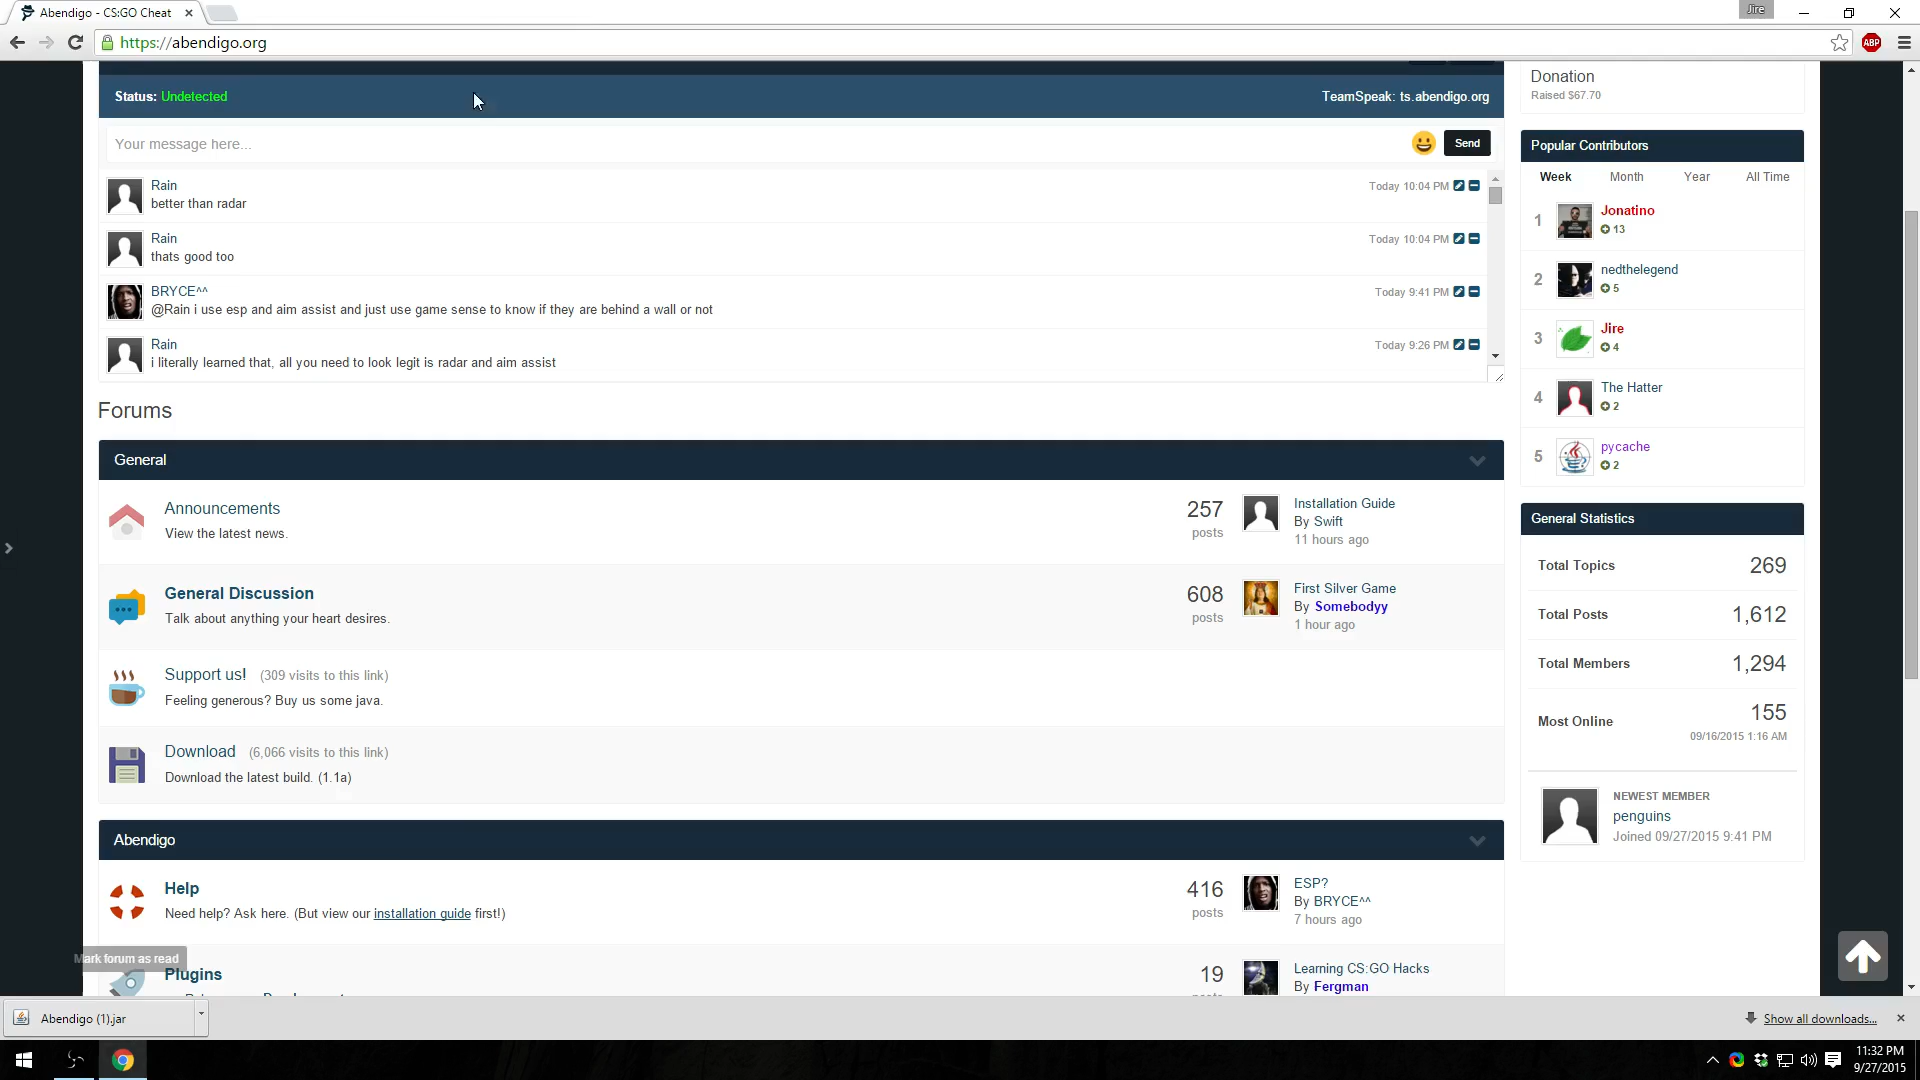 Abendigo - CS:GO Cheat
Jire
https://abendigo.org
ABP
Status: Undetected
TeamSpeak: ts.abendigo.org
Your message here...
Send
Rain
Today 10:04 PM
better than radar
Rain
Today 10:04 PM
thats good too
BRYCE^^
Today 9:41 PM
@Rain i use esp and aim assist and just use game sense to know if they are behind a wall or not
Rain
Today 9:26 PM
i literally learned that, all you need to look legit is radar and aim assist
Forums
General
Announcements
View the latest news.
257
posts
Installation Guide
By Swift
11 hours ago
General Discussion
Talk about anything your heart desires.
608
posts
First Silver Game
By Somebodyy
1 hour ago
Support us! (309 visits to this link)
Feeling generous? Buy us some java.
Download (6,066 visits to this link)
Download the latest build. (1.1a)
Abendigo
Help
Need help? Ask here. (But view our installation guide first!)
416
posts
ESP?
By BRYCE^^
7 hours ago
Mark forum as read
Plugins
19
Learning CS:GO Hacks
By Fergman
Donation
Raised $67.70
Popular Contributors
Week Month Year All Time
1
Jonatino
13
2
nedthelegend
5
3
Jire
4
4
The Hatter
2
5
pycache
2
General Statistics
Total Topics 269
Total Posts 1,612
Total Members 1,294
Most Online 155
09/16/2015 1:16 AM
NEWEST MEMBER
penguins
Joined 09/27/2015 9:41 PM
Abendigo (1).jar
Show all downloads...
11:32 PM
9/27/2015